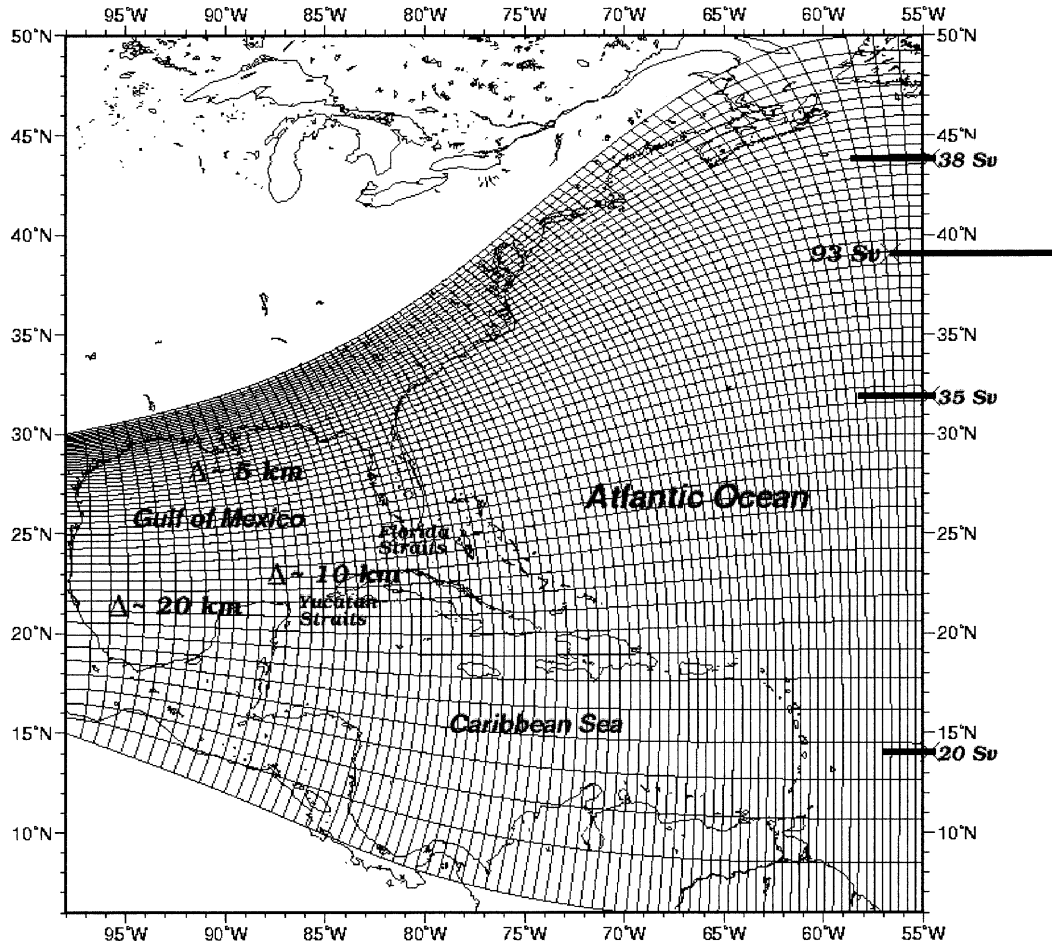 95°W 90°W 85°W 80°W 75°W 70°W 65°W 60°W 55°W
50°N 50°N
45°N 45°N
38 Sv
40°N 40°N
93 Sv
35°N 35°N
35 Sv
30°N 30°N
Δ ~ 5 km
Atlantic Ocean
Gulf of Mexico
25°N 25°N
Florida
Straits
Δ ~ 10 km
Δ ~ 20 km
Yucatan
Straits
20°N 20°N
Caribbean Sea
15°N 15°N
20 Sv
10°N 10°N
95°W 90°W 85°W 80°W 75°W 70°W 65°W 60°W 55°W